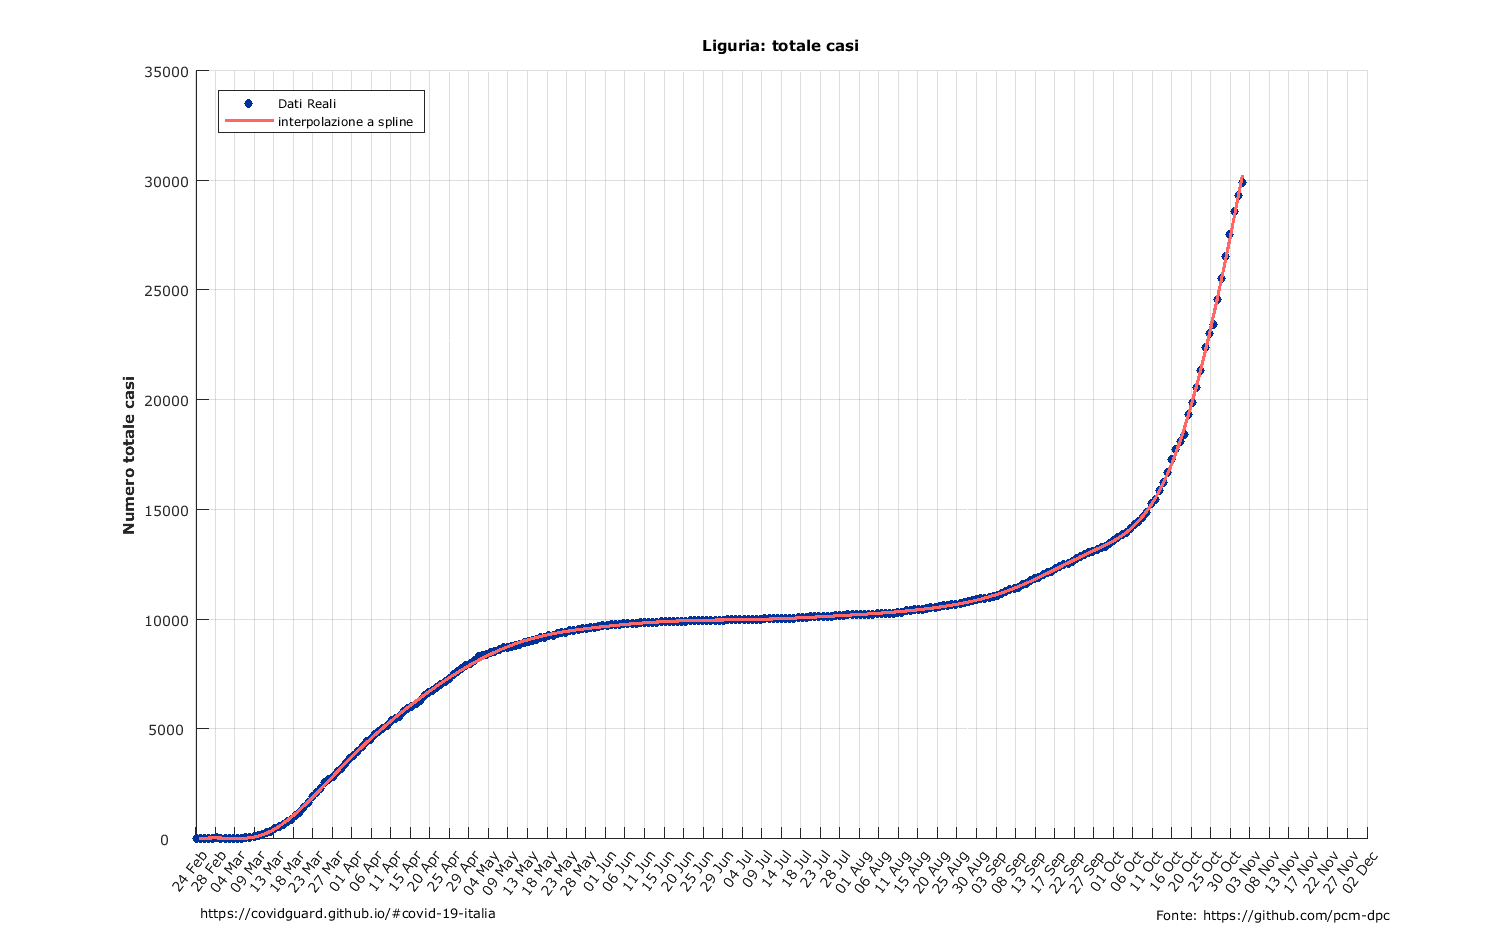 Liguria: totale casi
35000
30000
25000
20000
15000
10000
5000
0
Numero totale casi
Dati Reali
interpolazione a spline
24 Feb
28 Feb
04 Mar
09 Mar
13 Mar
18 Mar
23 Mar
27 Mar
01 Apr
06 Apr
11 Apr
15 Apr
20 Apr
25 Apr
29 Apr
04 May
09 May
13 May
18 May
23 May
28 May
01 Jun
06 Jun
11 Jun
15 Jun
20 Jun
25 Jun
29 Jun
04 Jul
09 Jul
14 Jul
18 Jul
23 Jul
28 Jul
01 Aug
06 Aug
11 Aug
15 Aug
20 Aug
25 Aug
30 Aug
03 Sep
08 Sep
13 Sep
17 Sep
22 Sep
27 Sep
01 Oct
06 Oct
11 Oct
16 Oct
20 Oct
25 Oct
30 Oct
03 Nov
08 Nov
13 Nov
17 Nov
22 Nov
27 Nov
02 Dec
https://covidguard.github.io/#covid-19-italia
Fonte: https://github.com/pcm-dpc